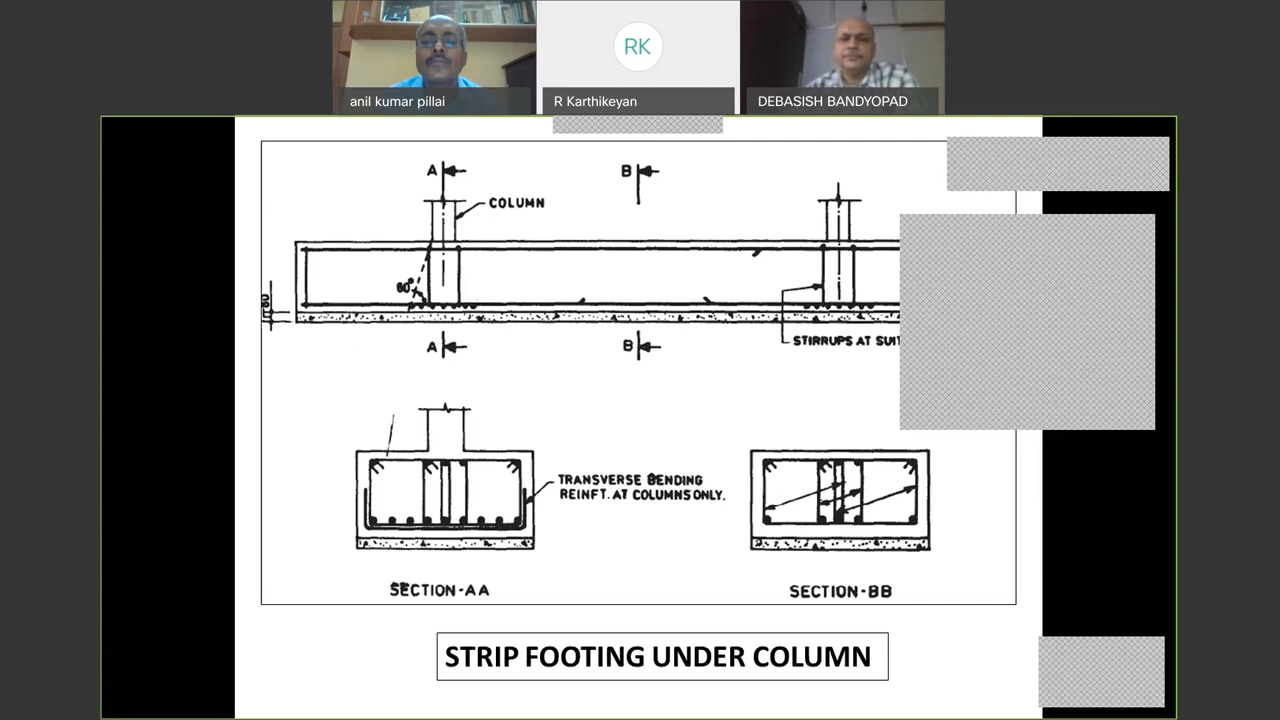 RK
anil kumar pillai
R Karthikeyan
DEBASISH BANDYOPAD
A
B
COLUMN
60°
A
B
STIRRUPS AT SUIT
TRANSVERSE BENDING
REINFT. AT COLUMNS ONLY.
SECTION-AA
SECTION-BB
STRIP FOOTING UNDER COLUMN